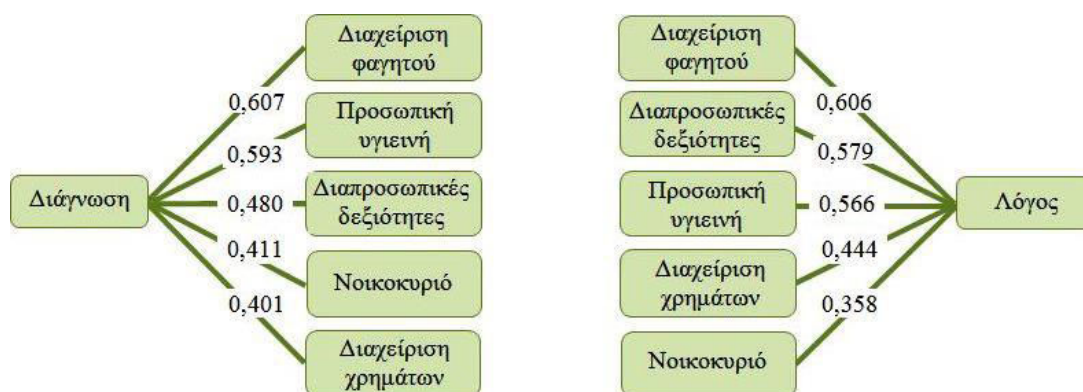 Διάγνωση
0,607
0,593
0,480
0,411
0,401
Διαχείριση
φαγητού
Προσωπική
υγιεινή
Διαπροσωπικές
δεξιότητες
Νοικοκυριό
Διαχείριση
χρημάτων
Διαχείριση
φαγητού
Διαπροσωπικές
δεξιότητες
Προσωπική
υγιεινή
Διαχείριση
χρημάτων
Νοικοκυριό
0,606
0,579
0,566
0,444
0,358
Λόγος